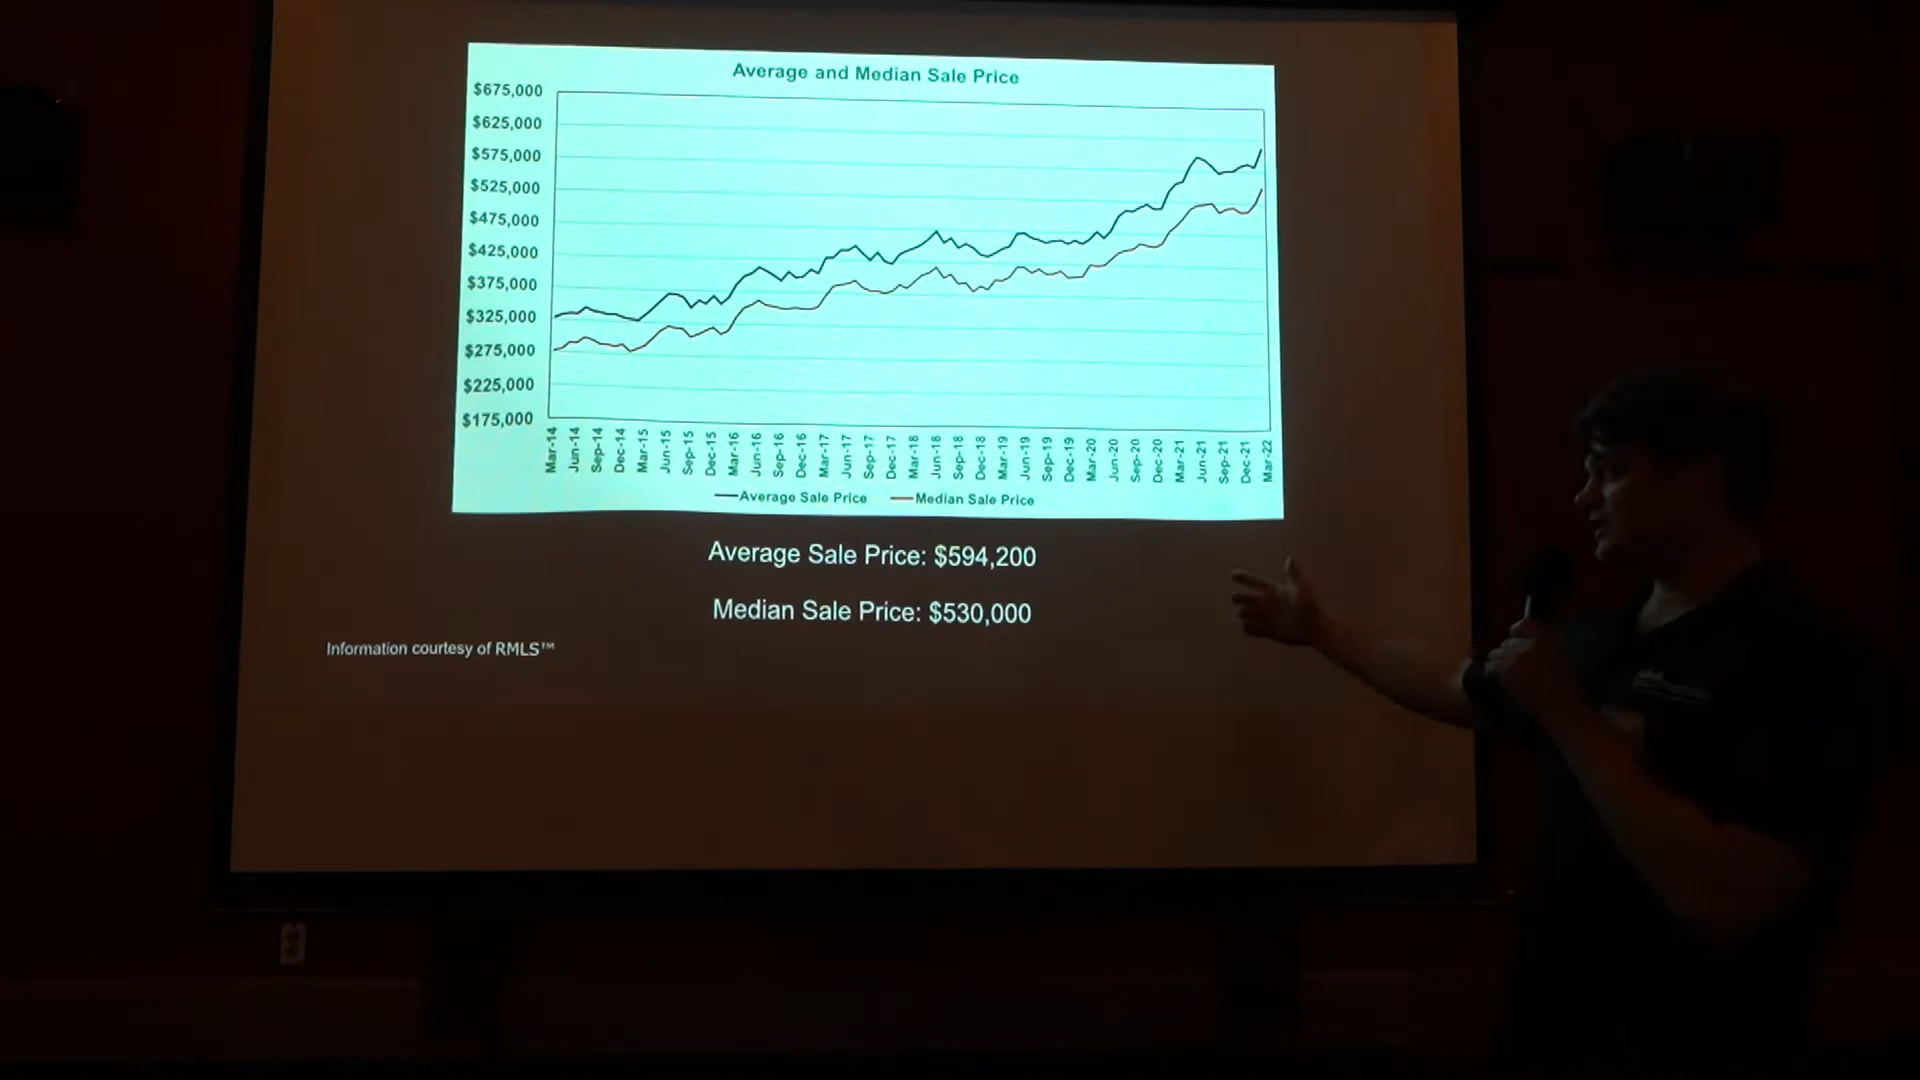 Average and Median Sale Price
$675,000
$625,000
$575,000
$525,000
$475,000
$425,000
$375,000
$325,000
$275,000
$225,000
$175,000
Mar-14 Jun-14 Sep-14 Dec-14 Mar-15 Jun-15 Sep-15 Dec-15 Mar-16 Jun-16 Sep-16 Dec-16 Mar-17 Jun-17 Sep-17 Dec-17 Mar-18 Jun-18 Sep-18 Dec-18 Mar-19 Jun-19 Sep-19 Dec-19 Mar-20 Jun-20 Sep-20 Dec-20 Mar-21 Jun-21 Sep-21 Dec-21 Mar-22
Average Sale Price Median Sale Price
Average Sale Price: $594,200
Median Sale Price: $530,000
Information courtesy of RMLS™